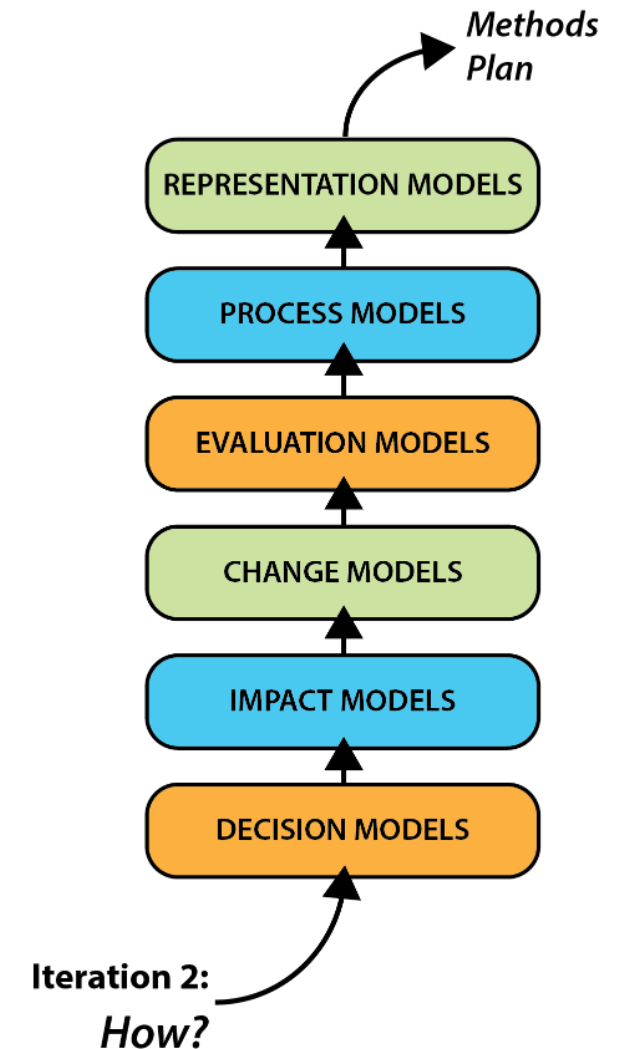 Methods
Plan
REPRESENTATION MODELS
PROCESS MODELS
EVALUATION MODELS
CHANGE MODELS
IMPACT MODELS
DECISION MODELS
Iteration 2:
How?